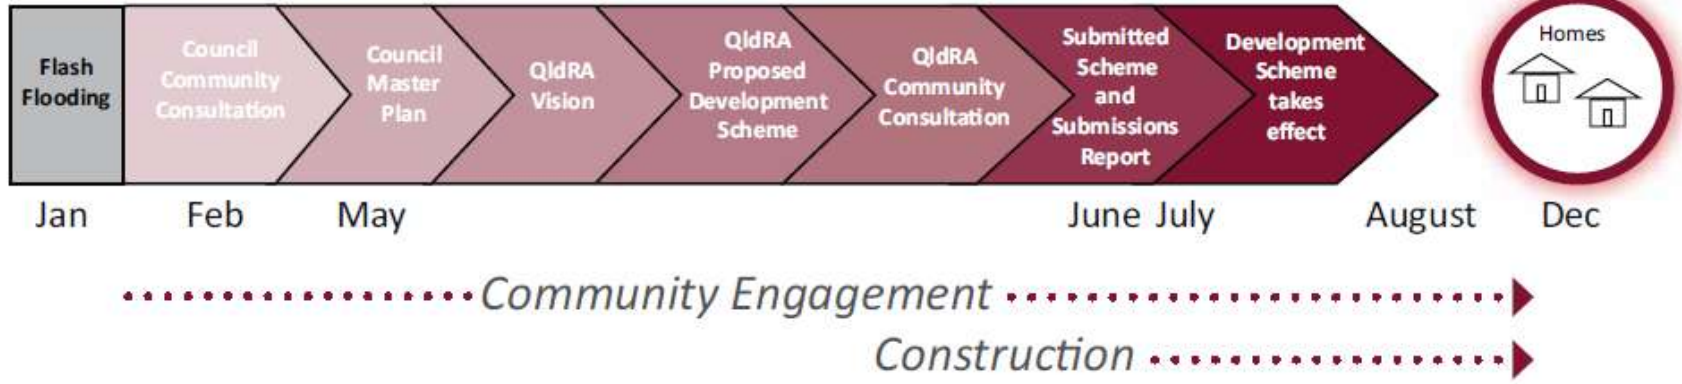 Flash
Flooding
Council
Community
Consultation
Council
Master
Plan
QldRA
Vision
QldRA
Proposed
Development
Scheme
QldRA
Community
Consultation
Submitted
Scheme
and
Submissions
Report
Development
Scheme
takes
effect
Homes
Jan Feb May June July August Dec
Community Engagement
Construction